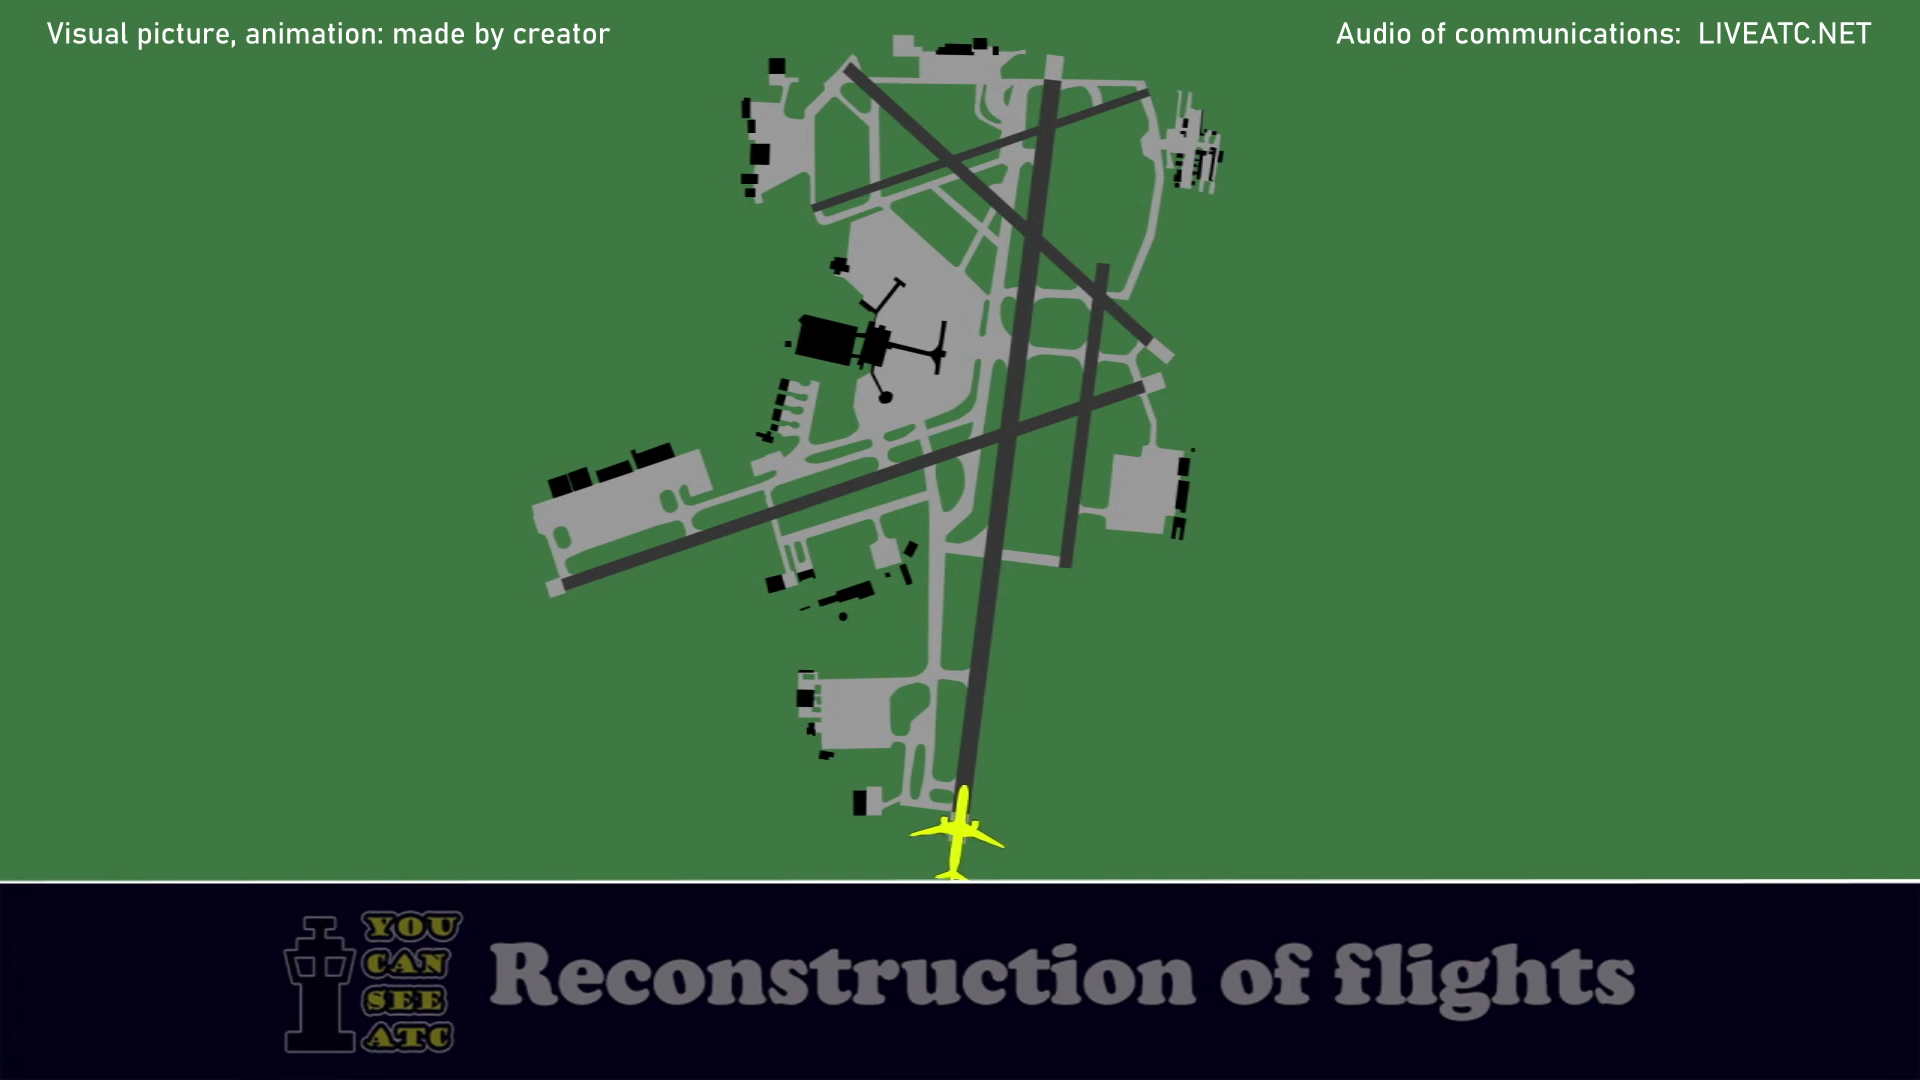 Visual picture, animation: made by creator
Audio of communications: LIVEATC.NET
YOU
CAN
SEE
ATC
Reconstruction of flights